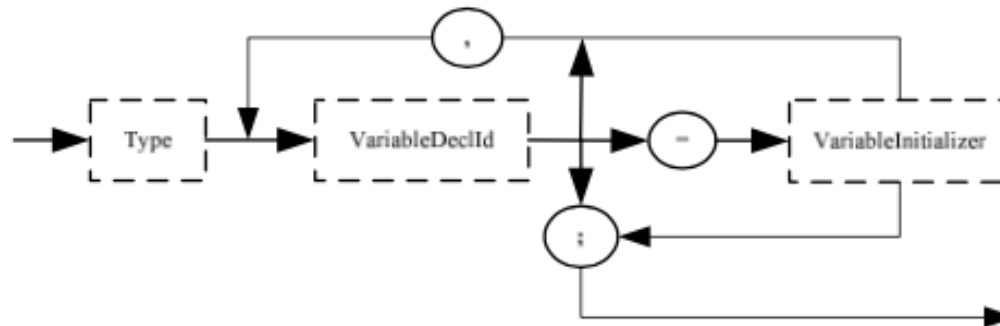 ,
Type
VariableDeclId
=
VariableInitializer
;